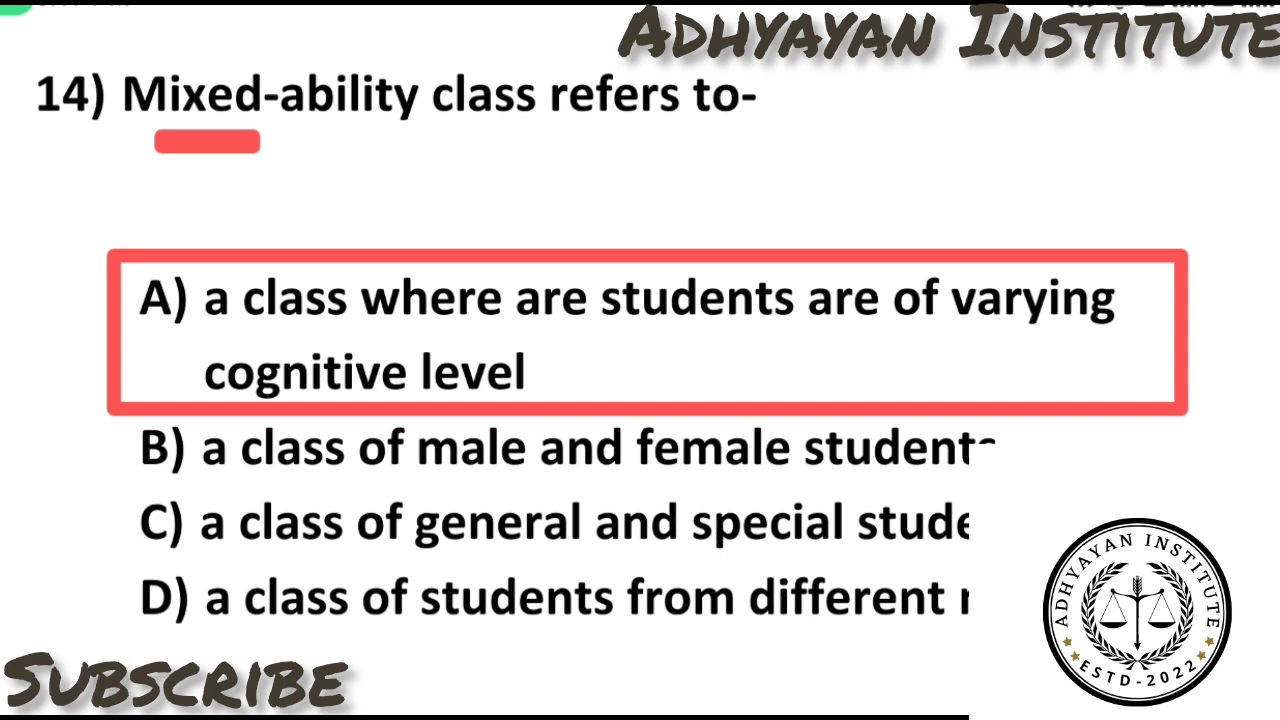 ADHYAYAN INSTITUTE
14) Mixed-ability class refers to-
A) a class where are students are of varying
cognitive level
B) a class of male and female
C) a class of general and special
D) a class of students from different
ADHYAYAN INSTITUTE
ESTD-2022
SUBSCRIBE